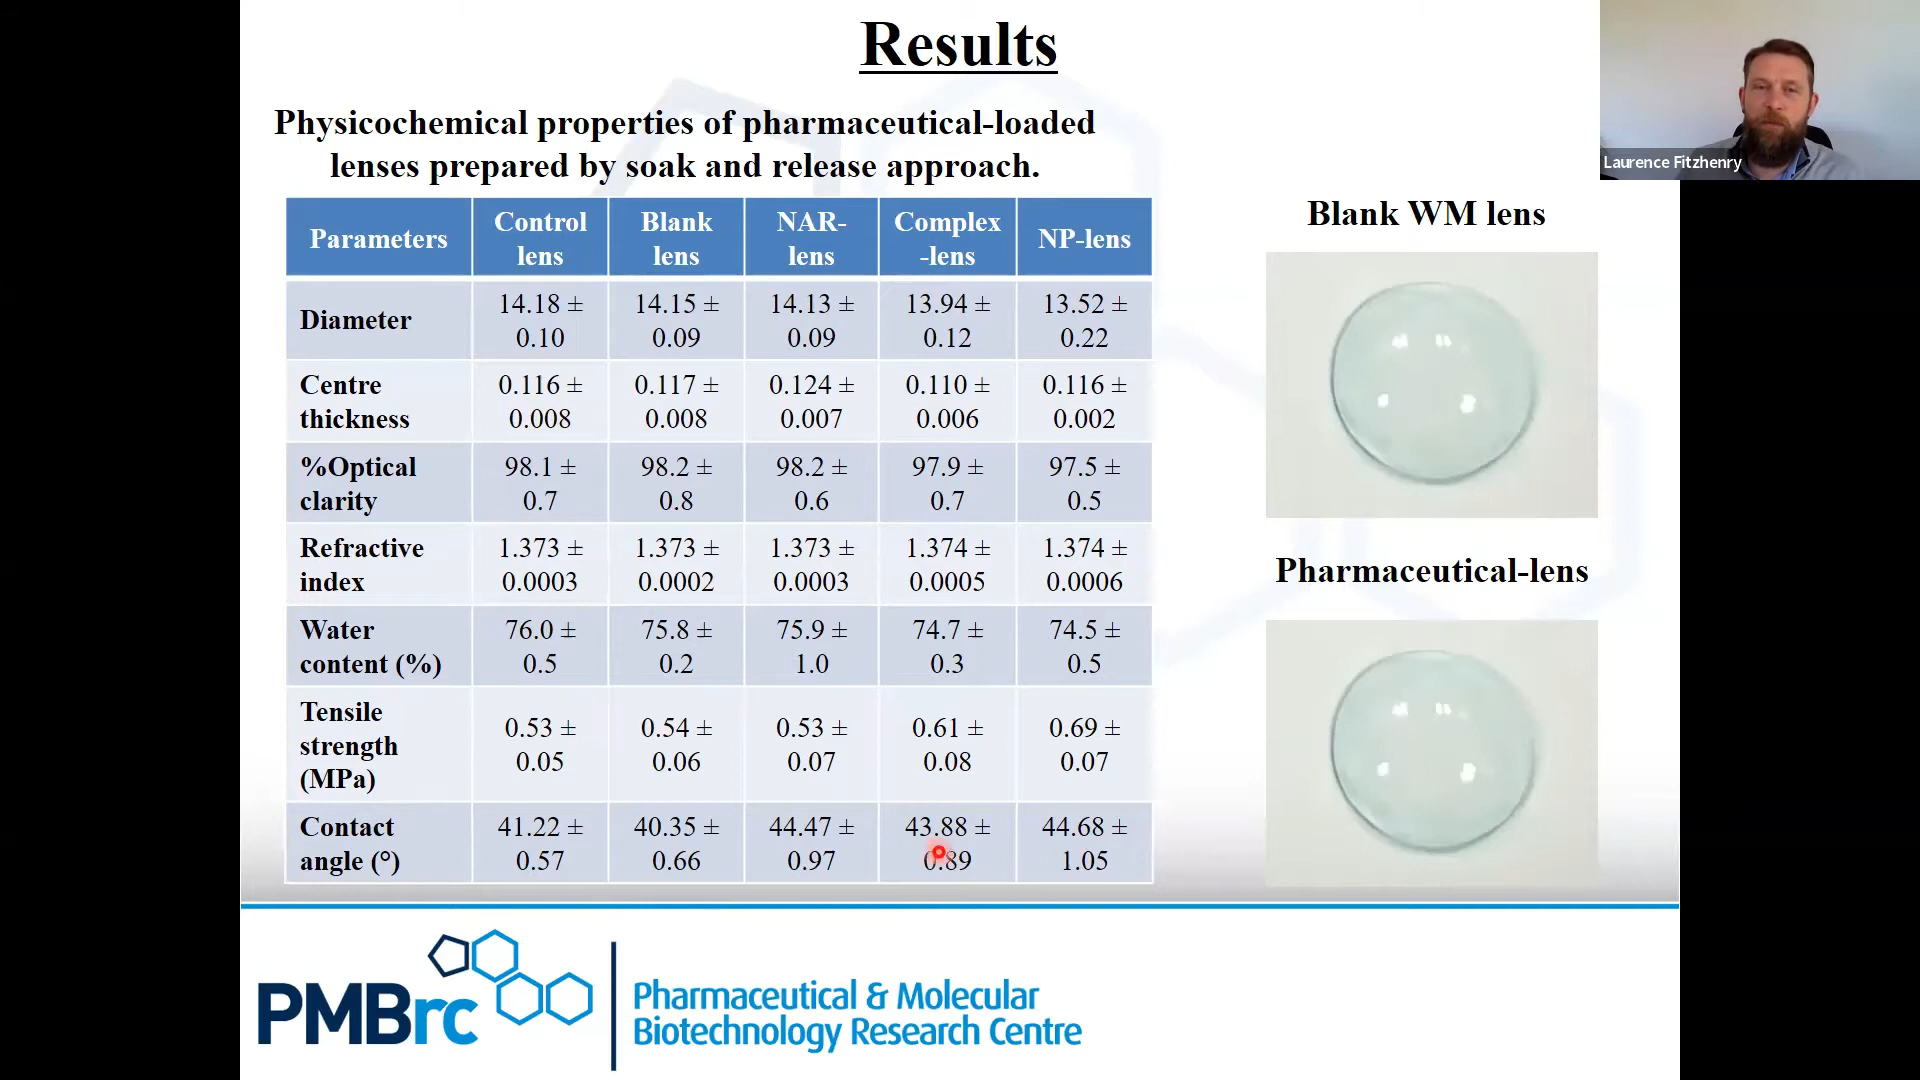 Results
Physicochemical properties of pharmaceutical-loaded
lenses prepared by soak and release approach.
Parameters
Control
lens
Blank
lens
NAR-
lens
Complex
-lens
NP-lens
Diameter
14.18 ±
0.10
14.15 ±
0.09
14.13 ±
0.09
13.94 ±
0.12
13.52 ±
0.22
Centre
thickness
0.116 ±
0.008
0.117 ±
0.008
0.124 ±
0.007
0.110 ±
0.006
0.116 ±
0.002
%Optical
clarity
98.1 ±
0.7
98.2 ±
0.8
98.2 ±
0.6
97.9 ±
0.7
97.5 ±
0.5
Refractive
index
1.373 ±
0.0003
1.373 ±
0.0002
1.373 ±
0.0003
1.374 ±
0.0005
1.374 ±
0.0006
Water
content (%)
76.0 ±
0.5
75.8 ±
0.2
75.9 ±
1.0
74.7 ±
0.3
74.5 ±
0.5
Tensile
strength
(MPa)
0.53 ±
0.05
0.54 ±
0.06
0.53 ±
0.07
0.61 ±
0.08
0.69 ±
0.07
Contact
angle (°)
41.22 ±
0.57
40.35 ±
0.66
44.47 ±
0.97
43.88 ±
0.89
44.68 ±
1.05
Blank WM lens
Pharmaceutical-lens
Laurence Fitzhenry
PMBrc
Pharmaceutical & Molecular
Biotechnology Research Centre